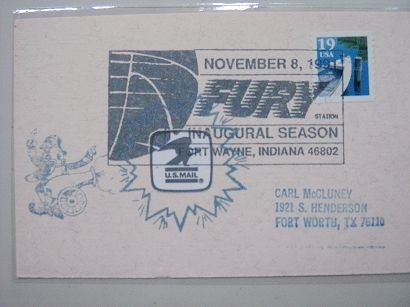 NOVEMBER 8, 1991
19
USA
FURY
STATION
INAUGURAL SEASON
FORT WAYNE, INDIANA 46802
U.S. MAIL
CARL McCLUNEY
1921 S. HENDERSON
FORT WORTH, TX 76110